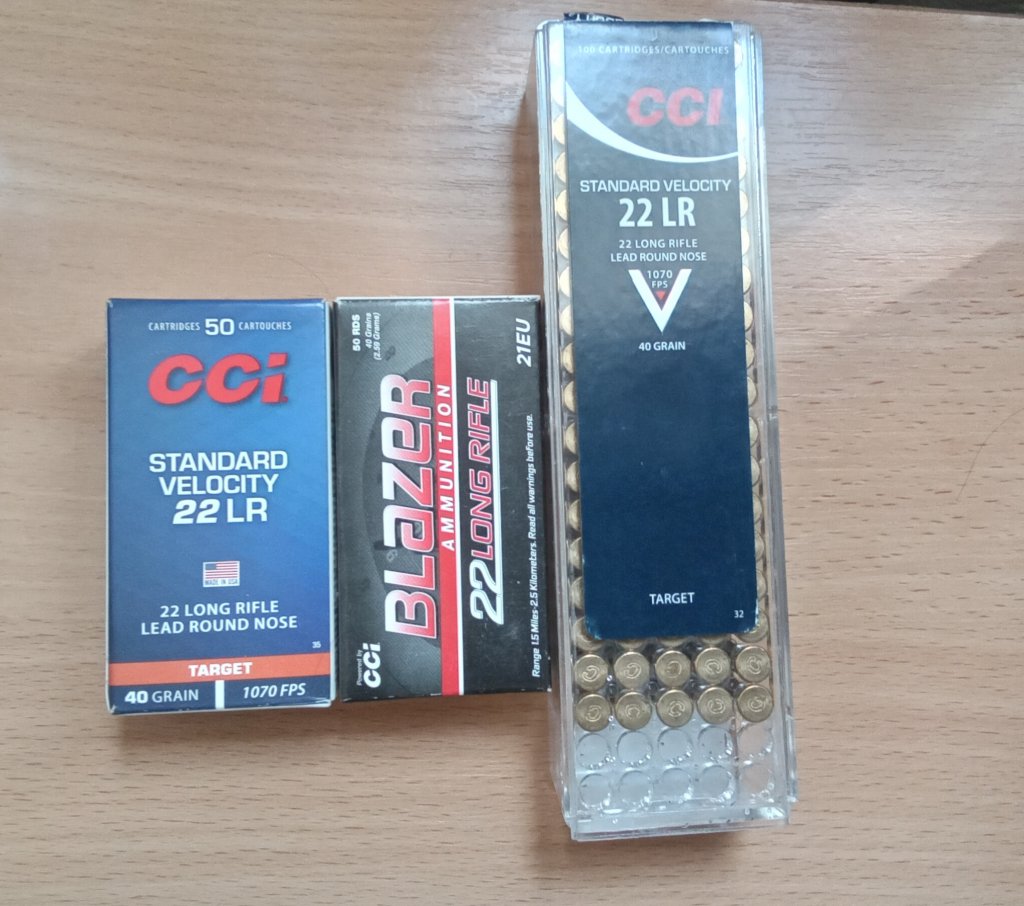 CARTRIDGES 50 CARTOUCHES
CCI
STANDARD
VELOCITY
22 LR
MADE IN USA
22 LONG RIFLE
LEAD ROUND NOSE
35
TARGET
40 GRAIN
1070 FPS
50 RDS
40 Grains
(2.59 Grams)
BLAZER
AMMUNITION
22 LONG RIFLE
21EU
Range 1.5 Miles-2.5 Kilometers. Read all warnings before use.
Powered by
CCI
100 CARTRIDGES/CARTOUCHES
CCI
STANDARD VELOCITY
22 LR
22 LONG RIFLE
LEAD ROUND NOSE
1070
FPS
40 GRAIN
TARGET
32